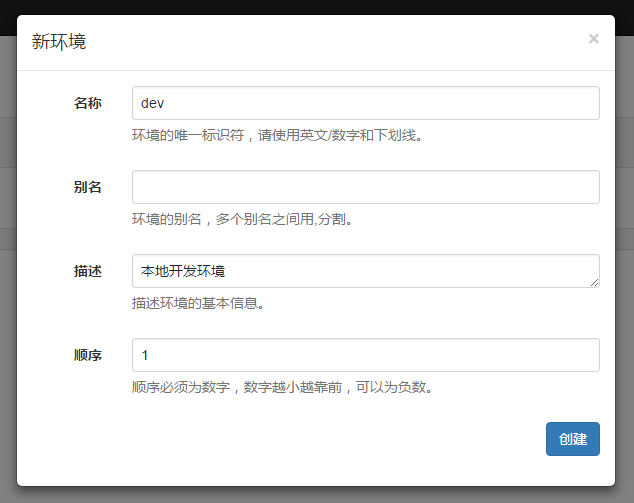 新环境
×
名称
dev
环境的唯一标识符，请使用英文/数字和下划线。
别名
环境的别名，多个别名之间用,分割。
描述
本地开发环境
描述环境的基本信息。
顺序
1
顺序必须为数字，数字越小越靠前，可以为负数。
创建